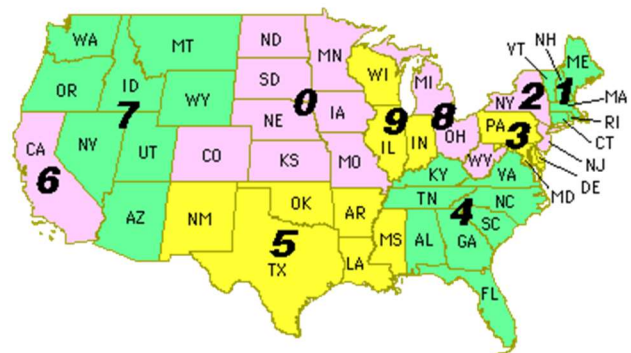 WA
MT
ND
MN
VT
NH
ME
OR
ID
SD
WI
MI
NY
2
1
MA
7
WY
0
IA
9
8
PA
3
RI
CT
NV
NE
IL
IN
OH
NJ
CA
UT
CO
KS
MO
WV
VA
DE
6
KY
MD
AZ
NM
OK
AR
TN
4
NC
SC
5
TX
LA
MS
AL
GA
FL